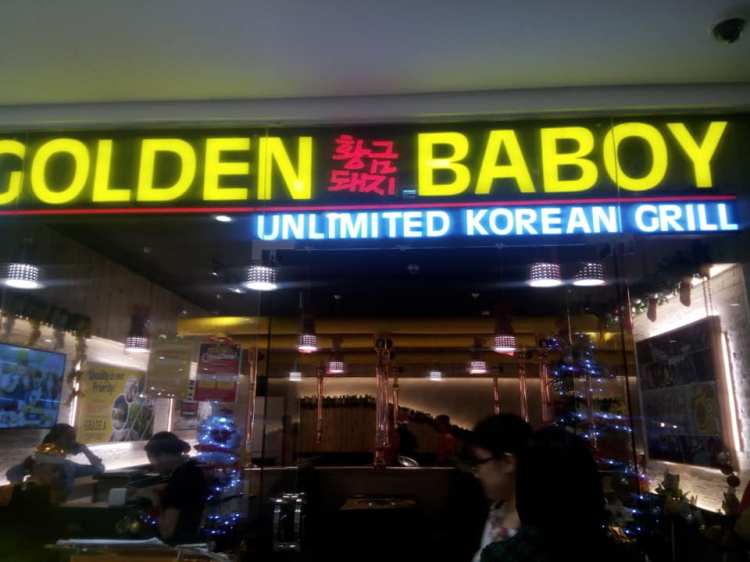 GOLDEN 황금 BABOY
돼지
UNLIMITED KOREAN GRILL